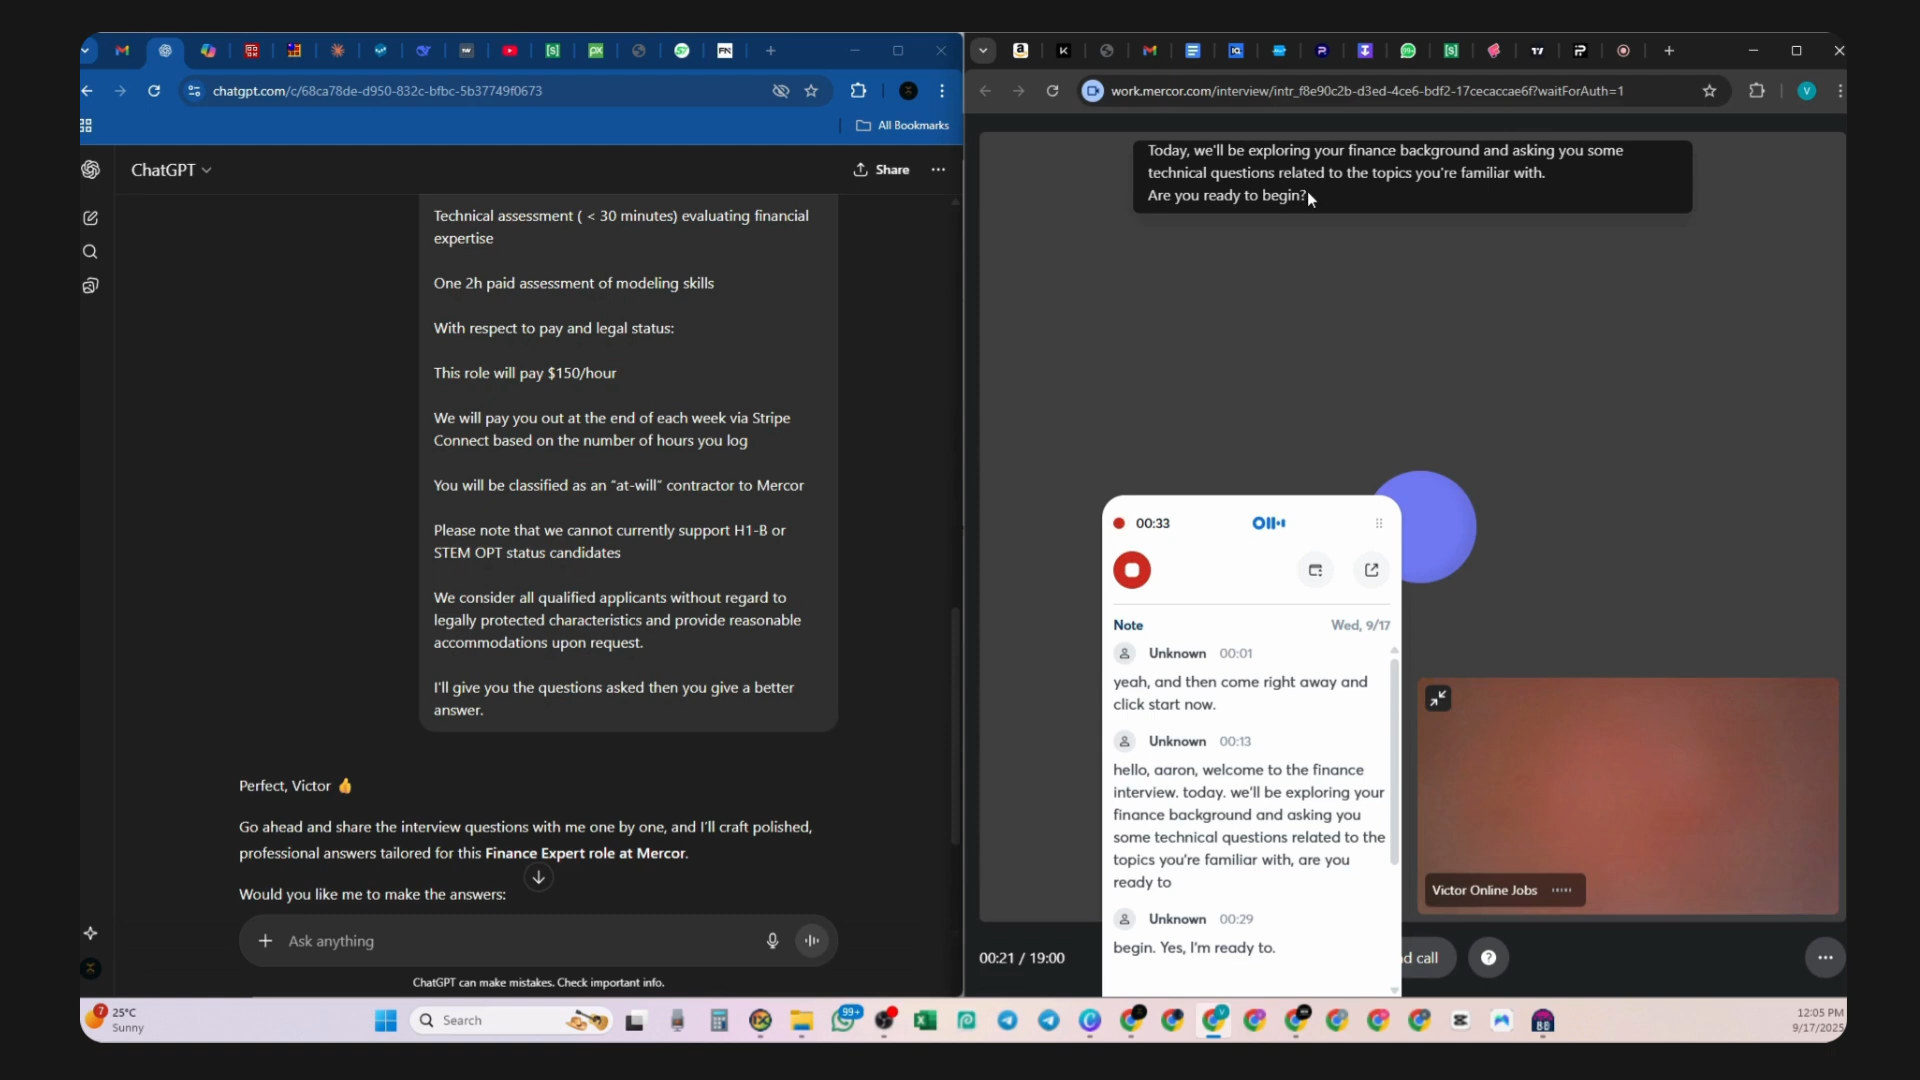 chatgpt.com/c/68ca78de-d950-832c-bfbc-5b37749f0673
All Bookmarks
ChatGPT
Share
Technical assessment ( < 30 minutes) evaluating financial
expertise
One 2h paid assessment of modeling skills
With respect to pay and legal status:
This role will pay $150/hour
We will pay you out at the end of each week via Stripe
Connect based on the number of hours you log
You will be classified as an "at-will" contractor to Mercor
Please note that we cannot currently support H1-B or
STEM OPT status candidates
We consider all qualified applicants without regard to
legally protected characteristics and provide reasonable
accommodations upon request.
I'll give you the questions asked then you give a better
answer.
Perfect, Victor 👍
Go ahead and share the interview questions with me one by one, and I'll craft polished,
professional answers tailored for this Finance Expert role at Mercor.
Would you like me to make the answers:
Ask anything
ChatGPT can make mistakes. Check important info.
work.mercor.com/interview/intr_f8e90c2b-d3ed-4ce6-bdf2-17cecaccae6f?waitForAuth=1
V
Today, we'll be exploring your finance background and asking you some
technical questions related to the topics you're familiar with.
Are you ready to begin?
00:33
Note
Wed, 9/17
Unknown 00:01
yeah, and then come right away and
click start now.
Unknown 00:13
hello, aaron, welcome to the finance
interview. today. we'll be exploring your
finance background and asking you
some technical questions related to the
topics you're familiar with, are you
ready to
Unknown 00:29
begin. Yes, I'm ready to.
Victor Online Jobs
00:21 / 19:00
d call
7
25°C
Sunny
Search
99+
12:05 PM
9/17/2025